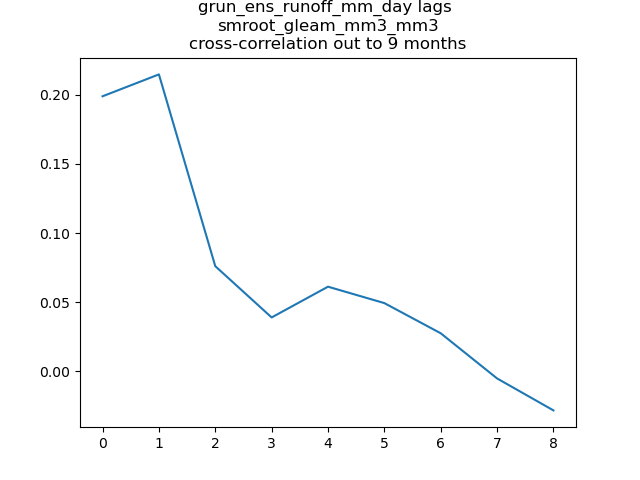 grun_ens_runoff_mm_day lags
smroot_gleam_mm3_mm3
cross-correlation out to 9 months
0.20
0.15
0.10
0.05
0.00
0 1 2 3 4 5 6 7 8